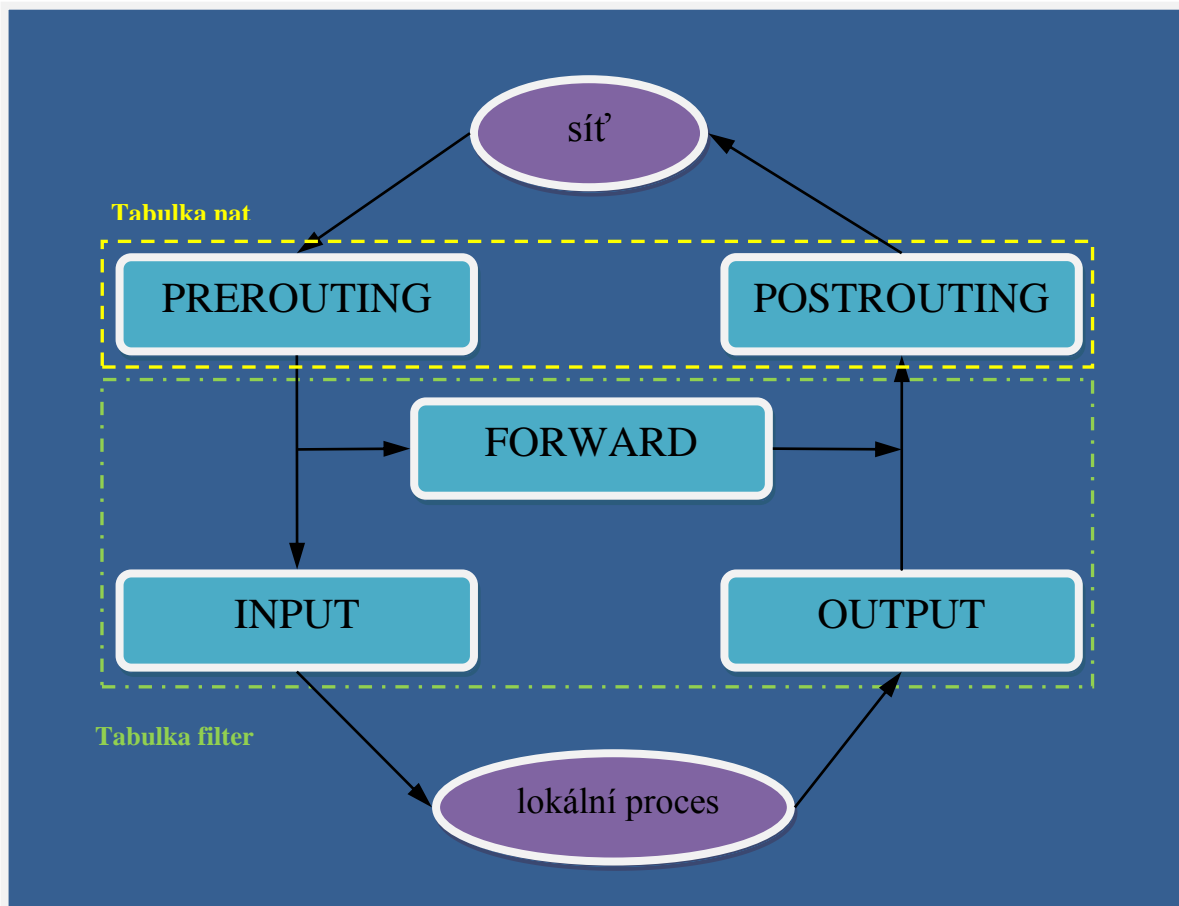 síť
Tabulka nat
PREROUTING
POSTROUTING
FORWARD
INPUT
OUTPUT
Tabulka filter
lokální proces